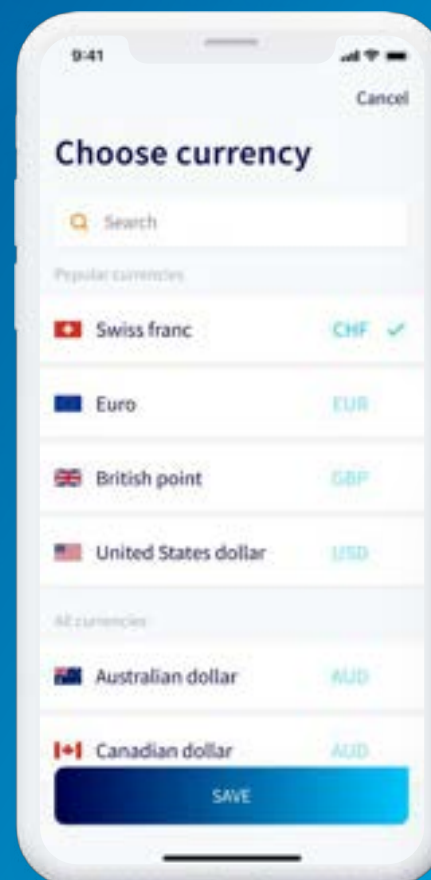 9:41
Cancel
Choose currency
Search
Popular currencies
Swiss franc CHF
Euro EUR
British point GBP
United States dollar USD
All currencies
Australian dollar AUD
Canadian dollar AUD
SAVE